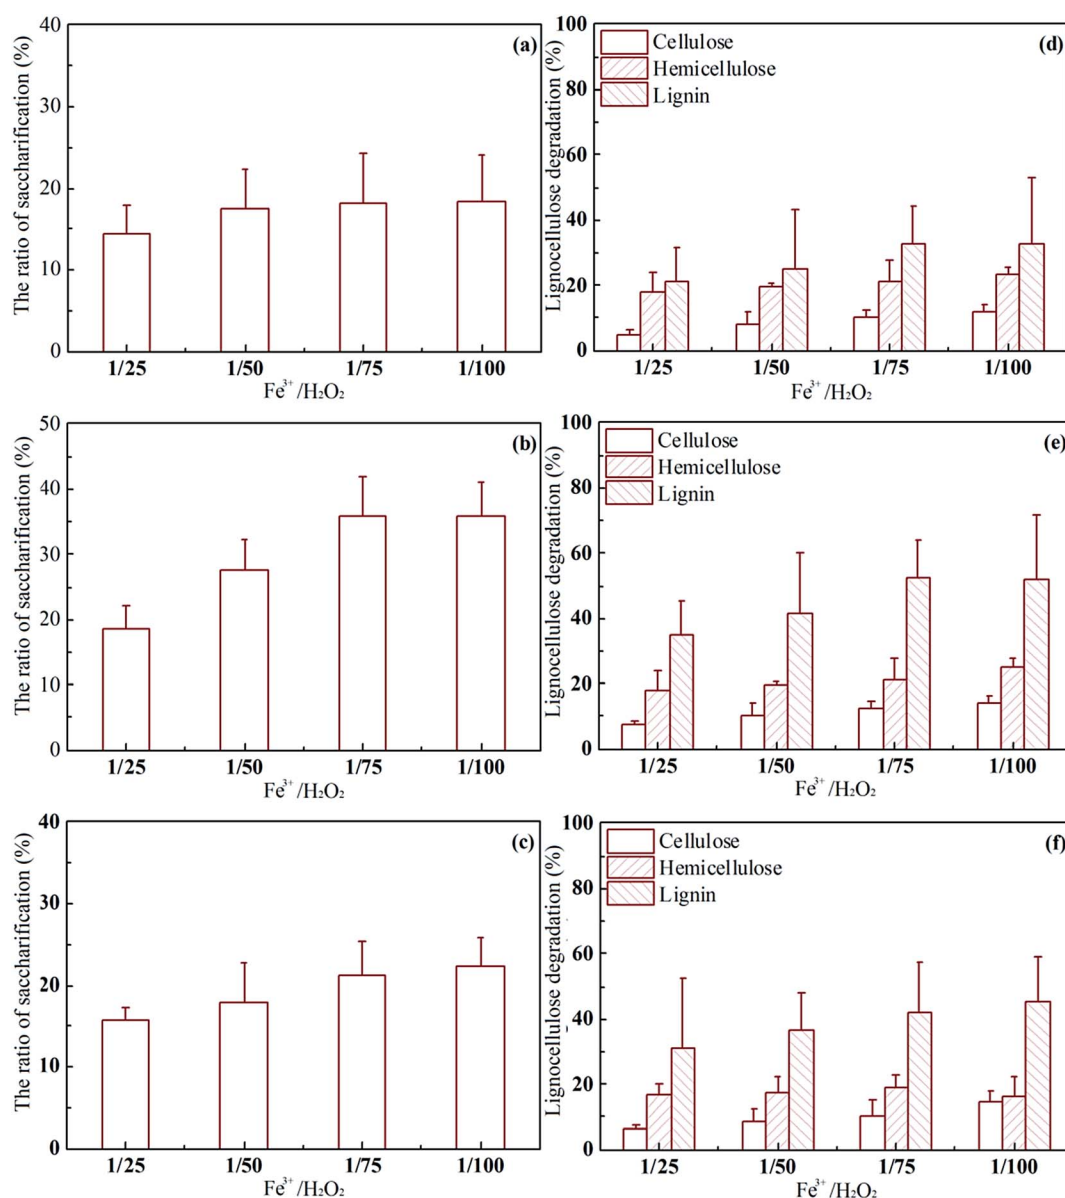 The ratio of saccharification (%)
40
30
20
10
0
(a)
1/25 1/50 1/75 1/100
Fe³⁺/H₂O₂
Lignocellulose degradation (%)
100
80
60
40
20
0
Cellulose
Hemicellulose
Lignin
(d)
1/25 1/50 1/75 1/100
Fe³⁺/H₂O₂
The ratio of saccharification (%)
50
40
30
20
10
0
(b)
1/25 1/50 1/75 1/100
Fe³⁺/H₂O₂
Lignocellulose degradation (%)
100
80
60
40
20
0
Cellulose
Hemicellulose
Lignin
(e)
1/25 1/50 1/75 1/100
Fe³⁺/H₂O₂
The ratio of saccharification (%)
40
30
20
10
0
(c)
1/25 1/50 1/75 1/100
Fe³⁺/H₂O₂
Lignocellulose degradation (%)
100
80
60
40
20
0
Cellulose
Hemicellulose
Lignin
(f)
1/25 1/50 1/75 1/100
Fe³⁺/H₂O₂